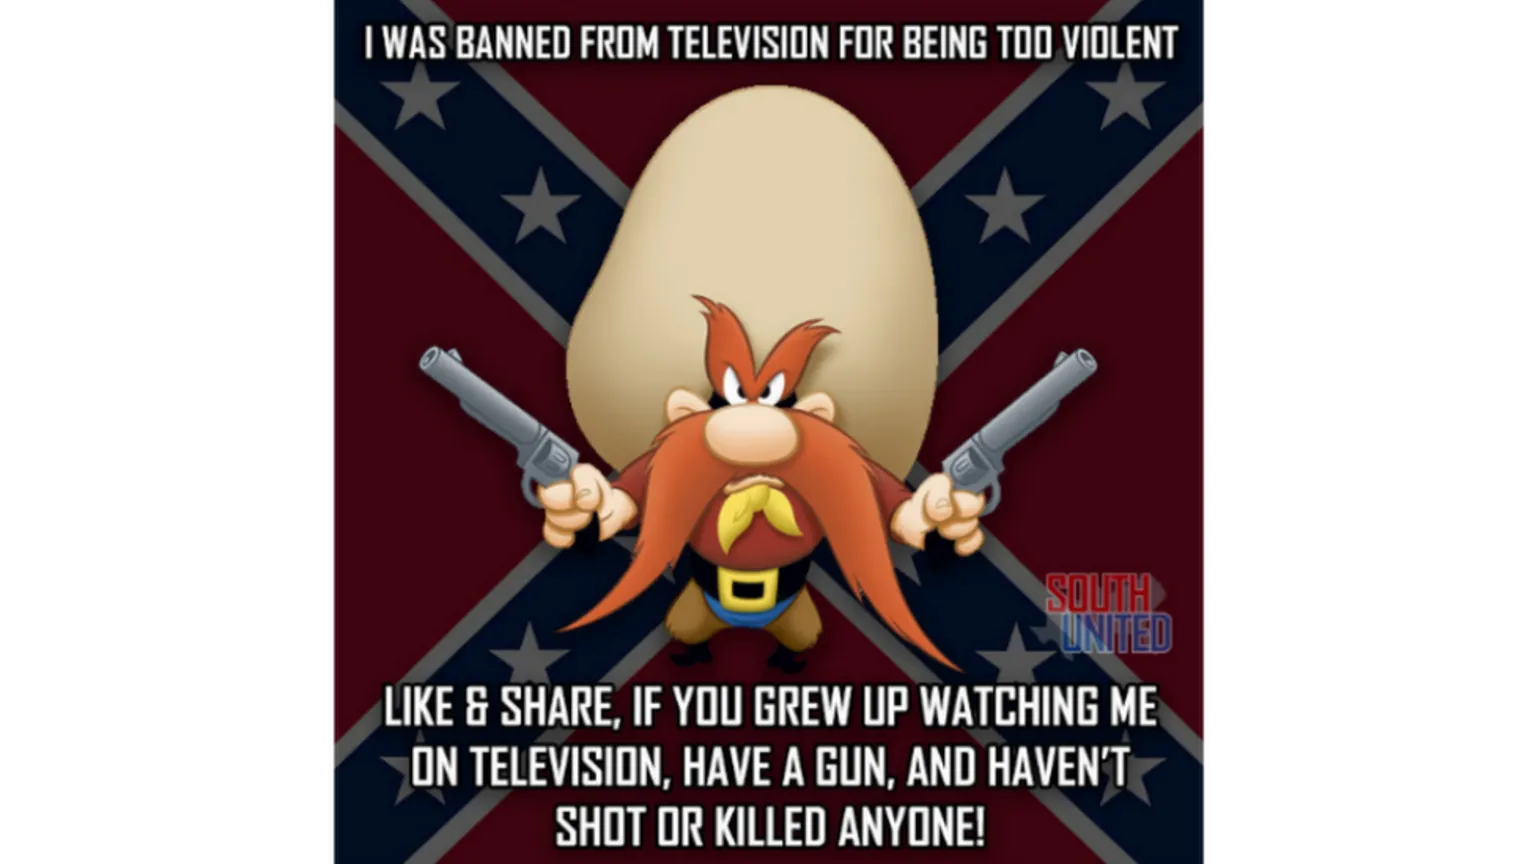 I WAS BANNED FROM TELEVISION FOR BEING TOO VIOLENT
SOUTH
UNITED
LIKE & SHARE, IF YOU GREW UP WATCHING ME
ON TELEVISION, HAVE A GUN, AND HAVEN'T
SHOT OR KILLED ANYONE!